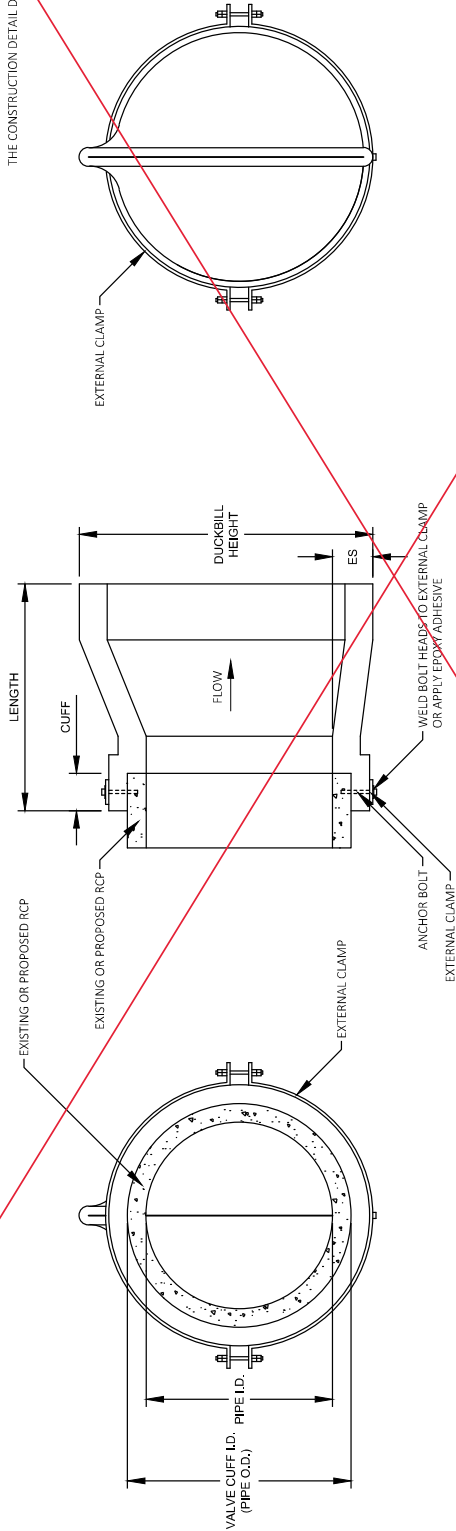 EXISTING OR PROPOSED RCP
VALVE CUFF I.D.
(PIPE O.D.)
PIPE I.D.
EXTERNAL CLAMP
LENGTH
CUFF
EXISTING OR PROPOSED RCP
FLOW
DUCKBILL
HEIGHT
ES
ANCHOR BOLT
EXTERNAL CLAMP
WELD BOLT HEADS TO EXTERNAL CLAMP
OR APPLY EPOXY ADHESIVE
EXTERNAL CLAMP
THE CONSTRUCTION DETAIL D